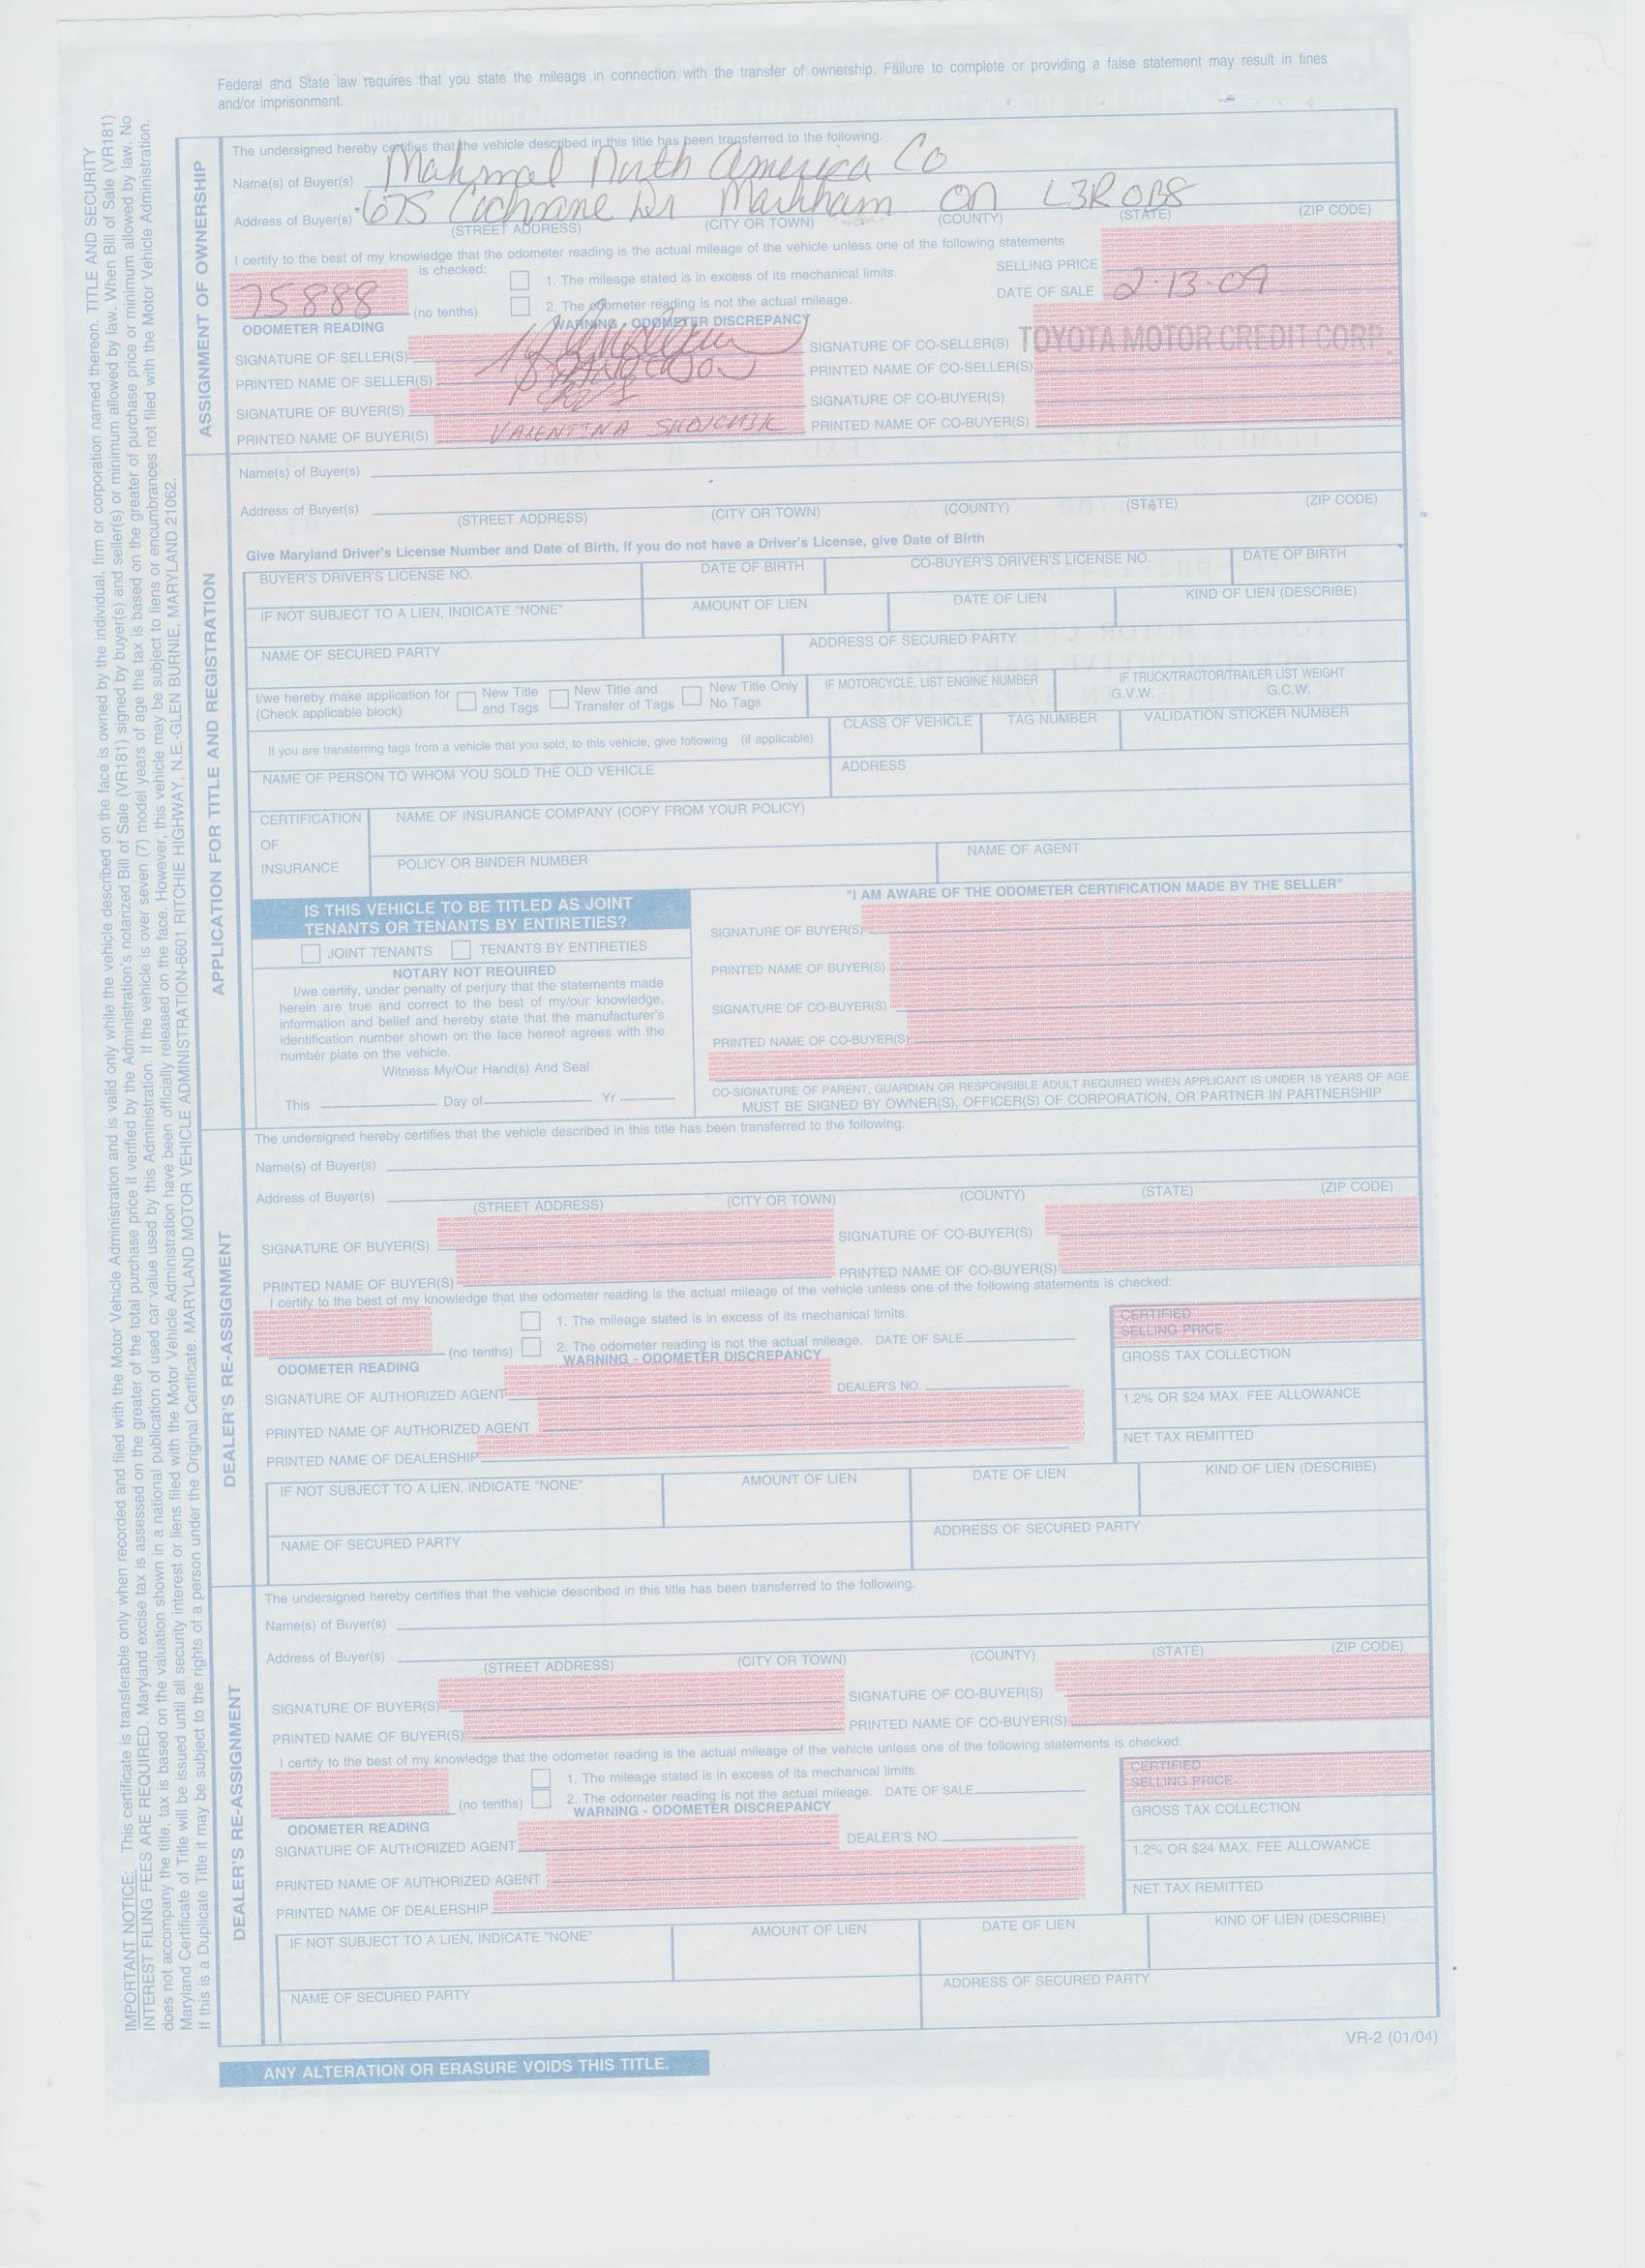 Federal and State law requires that you state the mileage in connection with the transfer of ownership. Failure to complete or providing a false statement may result in fines
and/or imprisonment.
IMPORTANT NOTICE: This certificate is transferable only when recorded and filed with the Motor Vehicle Administration and is valid only while the vehicle described on the face is owned by the individual, firm or corporation named thereon. TITLE AND SECURITY
INTEREST FILING FEES ARE REQUIRED. Maryland excise tax is assessed on the greater of the total purchase price if verified by the Administration's notarized Bill of Sale (VR181) signed by buyer(s) and seller(s) or minimum allowed by law. When Bill of Sale (VR181)
does not accompany the title, tax is based on the valuation shown in a national publication of used car value used by this Administration. If the vehicle is over seven (7) model years of age the tax is based on the greater of purchase price or minimum allowed by law. No
Maryland Certificate of Title will be issued until all security interest or liens filed with the Motor Vehicle Administration have been officially released on the face. However, this vehicle may be subject to liens or encumbrances not filed with the Motor Vehicle Administration.
If this is a Duplicate Title it may be subject to the rights of a person under the Original Certificate. MARYLAND MOTOR VEHICLE ADMINISTRATION-6601 RITCHIE HIGHWAY, N.E.-GLEN BURNIE, MARYLAND 21062.
ASSIGNMENT OF OWNERSHIP
The undersigned hereby certifies that the vehicle described in this title has been transferred to the following.
Name(s) of Buyer(s) Mahmal North America Co
Address of Buyer(s) 675 Cochrane Dr Markham ON L3R 0B8
(STREET ADDRESS) (CITY OR TOWN) (COUNTY) (STATE) (ZIP CODE)
I certify to the best of my knowledge that the odometer reading is the actual mileage of the vehicle unless one of the following statements
is checked: 1. The mileage stated is in excess of its mechanical limits. SELLING PRICE
75888 (no tenths) 2. The odometer reading is not the actual mileage. DATE OF SALE 2-13-09
ODOMETER READING WARNING - ODOMETER DISCREPANCY
SIGNATURE OF SELLER(S) SIGNATURE OF CO-SELLER(S) TOYOTA MOTOR CREDIT CORP.
PRINTED NAME OF SELLER(S) PRINTED NAME OF CO-SELLER(S)
SIGNATURE OF BUYER(S) SIGNATURE OF CO-BUYER(S)
PRINTED NAME OF BUYER(S) VALENTINA PRINTED NAME OF CO-BUYER(S)
APPLICATION FOR TITLE AND REGISTRATION
Name(s) of Buyer(s)
Address of Buyer(s)
(STREET ADDRESS) (CITY OR TOWN) (COUNTY) (STATE) (ZIP CODE)
Give Maryland Driver's License Number and Date of Birth, if you do not have a Driver's License, give Date of Birth
BUYER'S DRIVER'S LICENSE NO. DATE OF BIRTH CO-BUYER'S DRIVER'S LICENSE NO. DATE OF BIRTH
IF NOT SUBJECT TO A LIEN, INDICATE "NONE" AMOUNT OF LIEN DATE OF LIEN KIND OF LIEN (DESCRIBE)
NAME OF SECURED PARTY ADDRESS OF SECURED PARTY
I/we hereby make application for New Title New Title and New Title Only IF MOTORCYCLE, LIST ENGINE NUMBER IF TRUCK/TRACTOR/TRAILER LIST WEIGHT
(Check applicable block) and Tags Transfer of Tags No Tags G.V.W. G.C.W.
If you are transferring tags from a vehicle that you sold, to this vehicle, give following (if applicable) CLASS OF VEHICLE TAG NUMBER VALIDATION STICKER NUMBER
NAME OF PERSON TO WHOM YOU SOLD THE OLD VEHICLE ADDRESS
CERTIFICATION NAME OF INSURANCE COMPANY (COPY FROM YOUR POLICY)
OF
INSURANCE POLICY OR BINDER NUMBER NAME OF AGENT
IS THIS VEHICLE TO BE TITLED AS JOINT
TENANTS OR TENANTS BY ENTIRETIES?
JOINT TENANTS TENANTS BY ENTIRETIES
NOTARY NOT REQUIRED
I/we certify, under penalty of perjury that the statements made
herein are true and correct to the best of my/our knowledge,
information and belief and hereby state that the manufacturer's
identification number shown on the face hereof agrees with the
number plate on the vehicle.
Witness My/Our Hand(s) And Seal
This Day of Yr
"I AM AWARE OF THE ODOMETER CERTIFICATION MADE BY THE SELLER"
SIGNATURE OF BUYER(S)
PRINTED NAME OF BUYER(S)
SIGNATURE OF CO-BUYER(S)
PRINTED NAME OF CO-BUYER(S)
CO-SIGNATURE OF PARENT, GUARDIAN OR RESPONSIBLE ADULT REQUIRED WHEN APPLICANT IS UNDER 18 YEARS OF AGE.
MUST BE SIGNED BY OWNER(S), OFFICER(S) OF CORPORATION, OR PARTNER IN PARTNERSHIP
DEALER'S RE-ASSIGNMENT
The undersigned hereby certifies that the vehicle described in this title has been transferred to the following.
Name(s) of Buyer(s)
Address of Buyer(s)
(STREET ADDRESS) (CITY OR TOWN) (COUNTY) (STATE) (ZIP CODE)
SIGNATURE OF BUYER(S) SIGNATURE OF CO-BUYER(S)
PRINTED NAME OF BUYER(S) PRINTED NAME OF CO-BUYER(S)
I certify to the best of my knowledge that the odometer reading is the actual mileage of the vehicle unless one of the following statements is checked:
1. The mileage stated is in excess of its mechanical limits. CERTIFIED SELLING PRICE
(no tenths) 2. The odometer reading is not the actual mileage. DATE OF SALE
ODOMETER READING WARNING - ODOMETER DISCREPANCY GROSS TAX COLLECTION
SIGNATURE OF AUTHORIZED AGENT DEALER'S NO. 1.2% OR $24 MAX. FEE ALLOWANCE
PRINTED NAME OF AUTHORIZED AGENT NET TAX REMITTED
PRINTED NAME OF DEALERSHIP
IF NOT SUBJECT TO A LIEN, INDICATE "NONE" AMOUNT OF LIEN DATE OF LIEN KIND OF LIEN (DESCRIBE)
NAME OF SECURED PARTY ADDRESS OF SECURED PARTY
DEALER'S RE-ASSIGNMENT
The undersigned hereby certifies that the vehicle described in this title has been transferred to the following.
Name(s) of Buyer(s)
Address of Buyer(s)
(STREET ADDRESS) (CITY OR TOWN) (COUNTY) (STATE) (ZIP CODE)
SIGNATURE OF BUYER(S) SIGNATURE OF CO-BUYER(S)
PRINTED NAME OF BUYER(S) PRINTED NAME OF CO-BUYER(S)
I certify to the best of my knowledge that the odometer reading is the actual mileage of the vehicle unless one of the following statements is checked:
1. The mileage stated is in excess of its mechanical limits. CERTIFIED SELLING PRICE
(no tenths) 2. The odometer reading is not the actual mileage. DATE OF SALE
ODOMETER READING WARNING - ODOMETER DISCREPANCY GROSS TAX COLLECTION
SIGNATURE OF AUTHORIZED AGENT DEALER'S NO. 1.2% OR $24 MAX. FEE ALLOWANCE
PRINTED NAME OF AUTHORIZED AGENT NET TAX REMITTED
PRINTED NAME OF DEALERSHIP
IF NOT SUBJECT TO A LIEN, INDICATE "NONE" AMOUNT OF LIEN DATE OF LIEN KIND OF LIEN (DESCRIBE)
NAME OF SECURED PARTY ADDRESS OF SECURED PARTY
VR-2 (01/04)
ANY ALTERATION OR ERASURE VOIDS THIS TITLE.